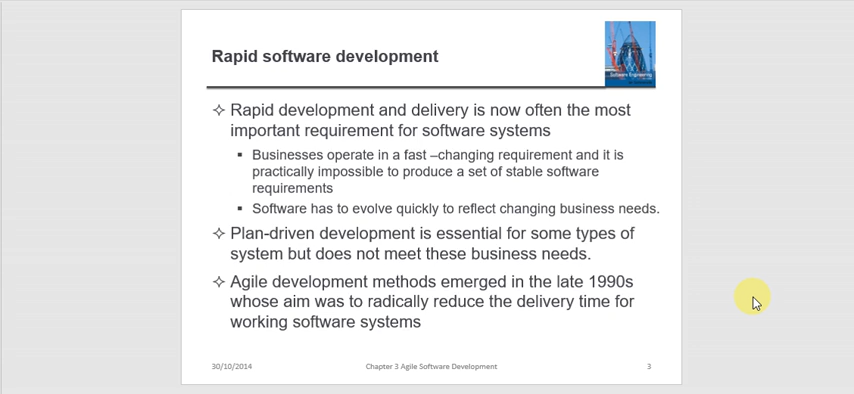 Rapid software development
Software Engineering
✧ Rapid development and delivery is now often the most
important requirement for software systems
▪ Businesses operate in a fast –changing requirement and it is
practically impossible to produce a set of stable software
requirements
▪ Software has to evolve quickly to reflect changing business needs.
✧ Plan-driven development is essential for some types of
system but does not meet these business needs.
✧ Agile development methods emerged in the late 1990s
whose aim was to radically reduce the delivery time for
working software systems
30/10/2014 Chapter 3 Agile Software Development 3